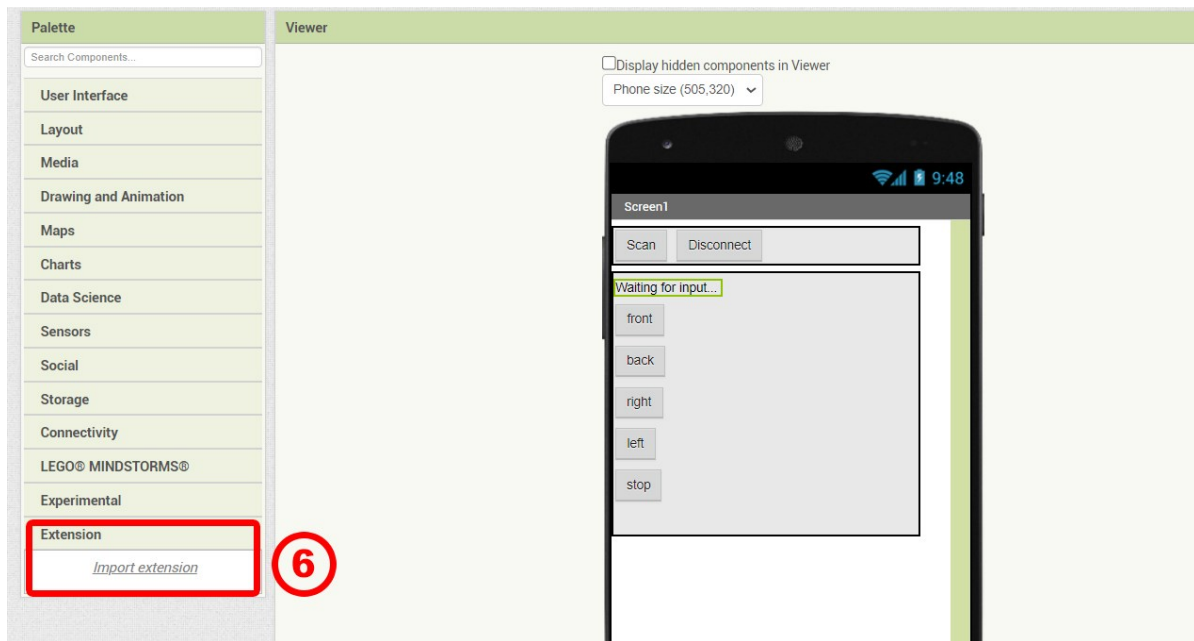 Palette
Search Components...
User Interface
Layout
Media
Drawing and Animation
Maps
Charts
Data Science
Sensors
Social
Storage
Connectivity
LEGO® MINDSTORMS®
Experimental
Extension
Import extension
6
Viewer
Display hidden components in Viewer
Phone size (505,320)
9:48
Screen1
Scan Disconnect
Waiting for input...
front
back
right
left
stop